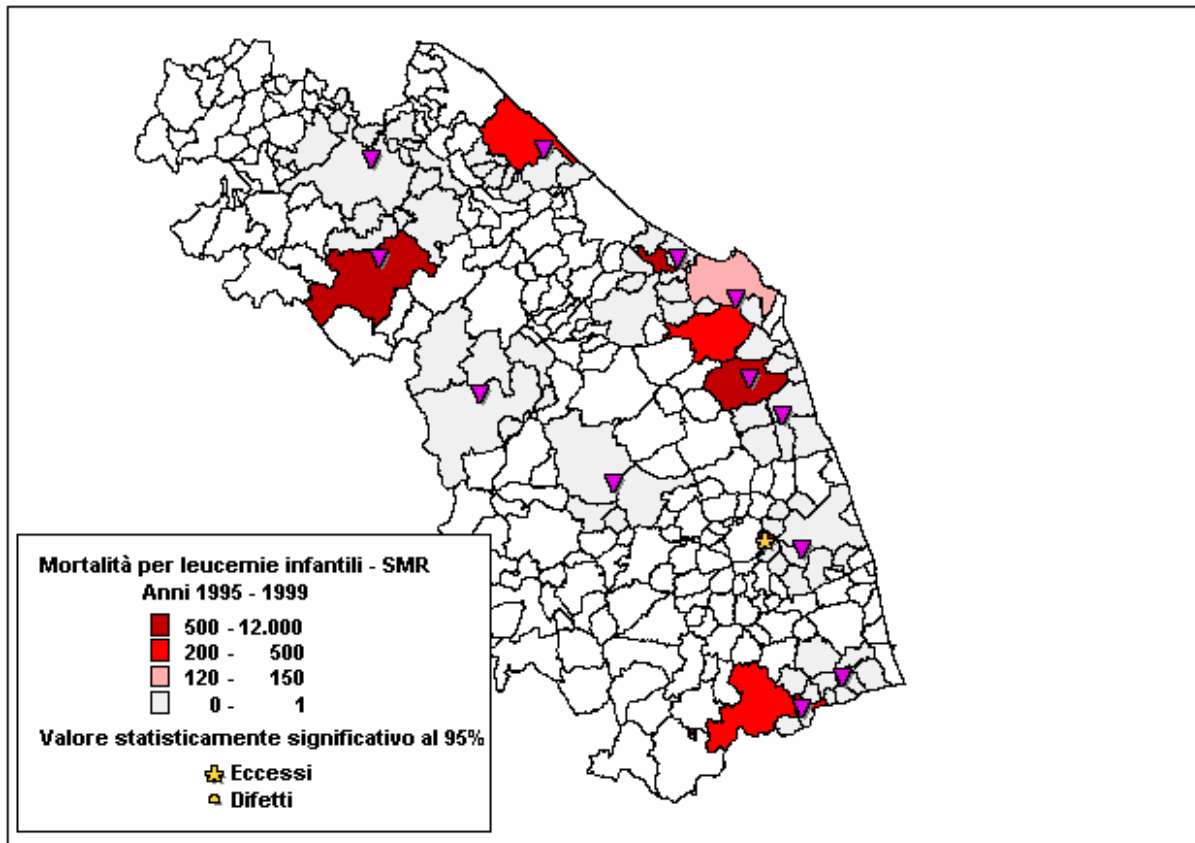 Mortalità per leucemie infantili - SMR
Anni 1995 - 1999
500 - 12.000
200 - 500
120 - 150
0 - 1
Valore statisticamente significativo al 95%
Eccessi
Difetti